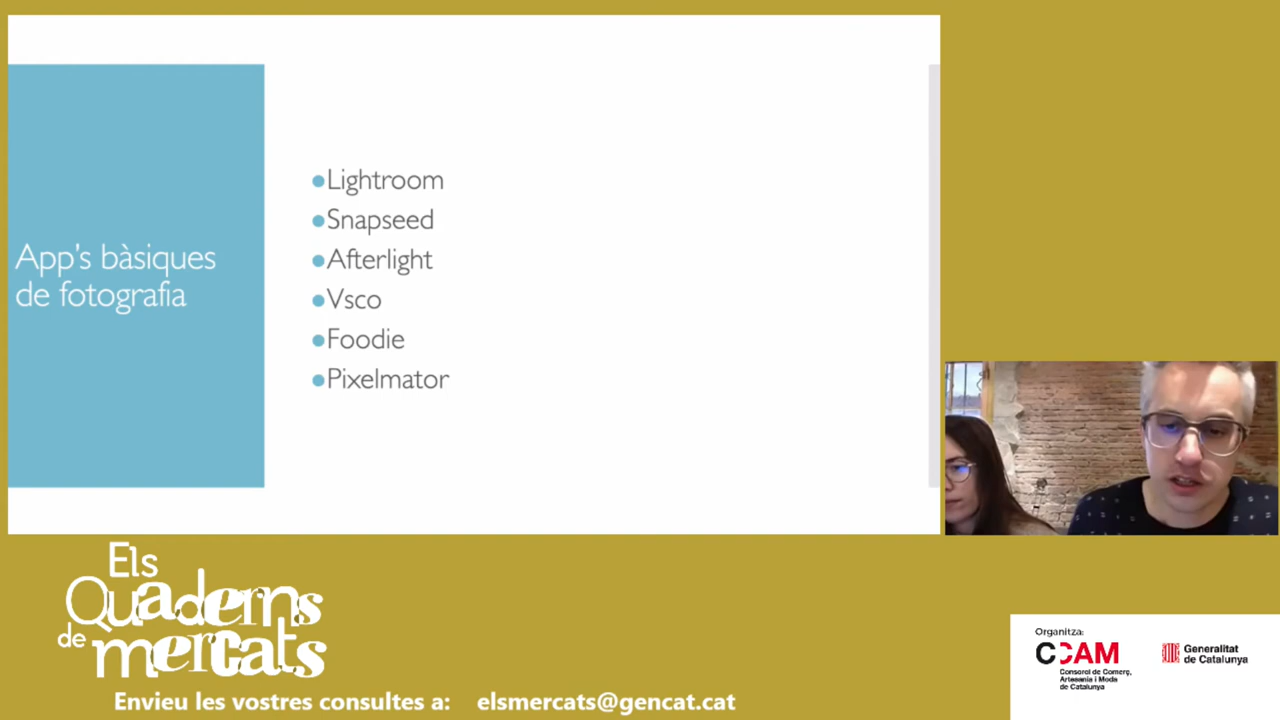 App's bàsiques
de fotografia
●Lightroom
●Snapseed
●Afterlight
●Vsco
●Foodie
●Pixelmator
Els
Quaderns
de mercats
Envieu les vostres consultes a: elsmercats@gencat.cat
Organitza:
CCAM
Consorci de Comerç,
Artesania i Moda
de Catalunya
Generalitat
de Catalunya